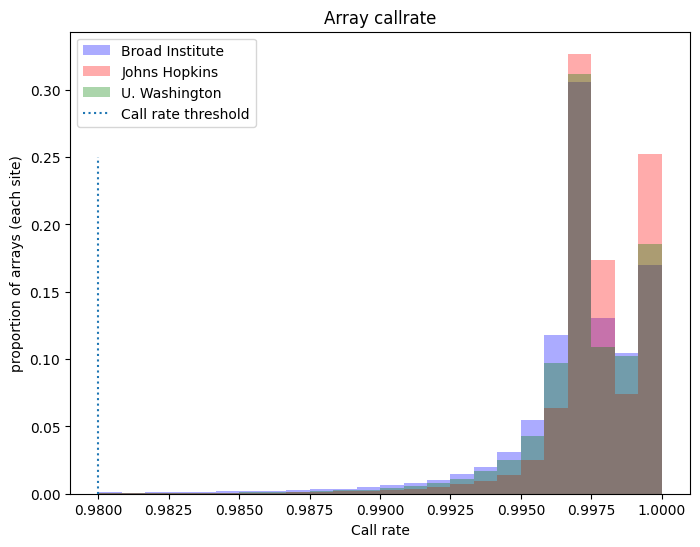 Array callrate
Broad Institute
Johns Hopkins
U. Washington
Call rate threshold
proportion of arrays (each site)
0.30
0.25
0.20
0.15
0.10
0.05
0.00
0.9800 0.9825 0.9850 0.9875 0.9900 0.9925 0.9950 0.9975 1.0000
Call rate